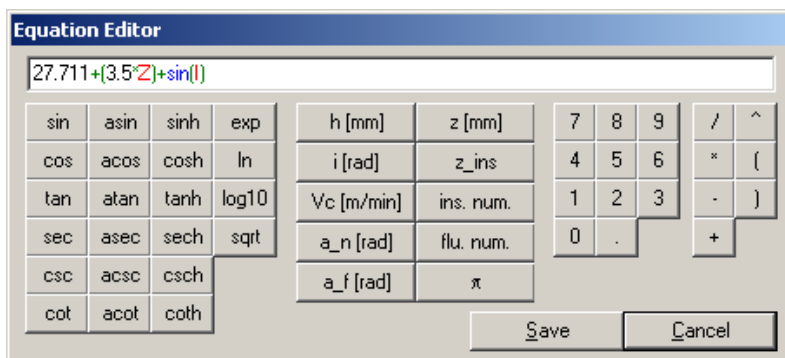 Equation Editor
27.711+(3.5*Z)+sin(I)
sin asin sinh exp h [mm] z [mm] 7 8 9 / ^
cos acos cosh ln i [rad] z_ins 4 5 6 * (
tan atan tanh log10 Vc [m/min] ins. num. 1 2 3 - )
sec asec sech sqrt a_n [rad] flu. num. 0 . +
csc acsc csch a_f [rad] π
cot acot coth
Save Cancel